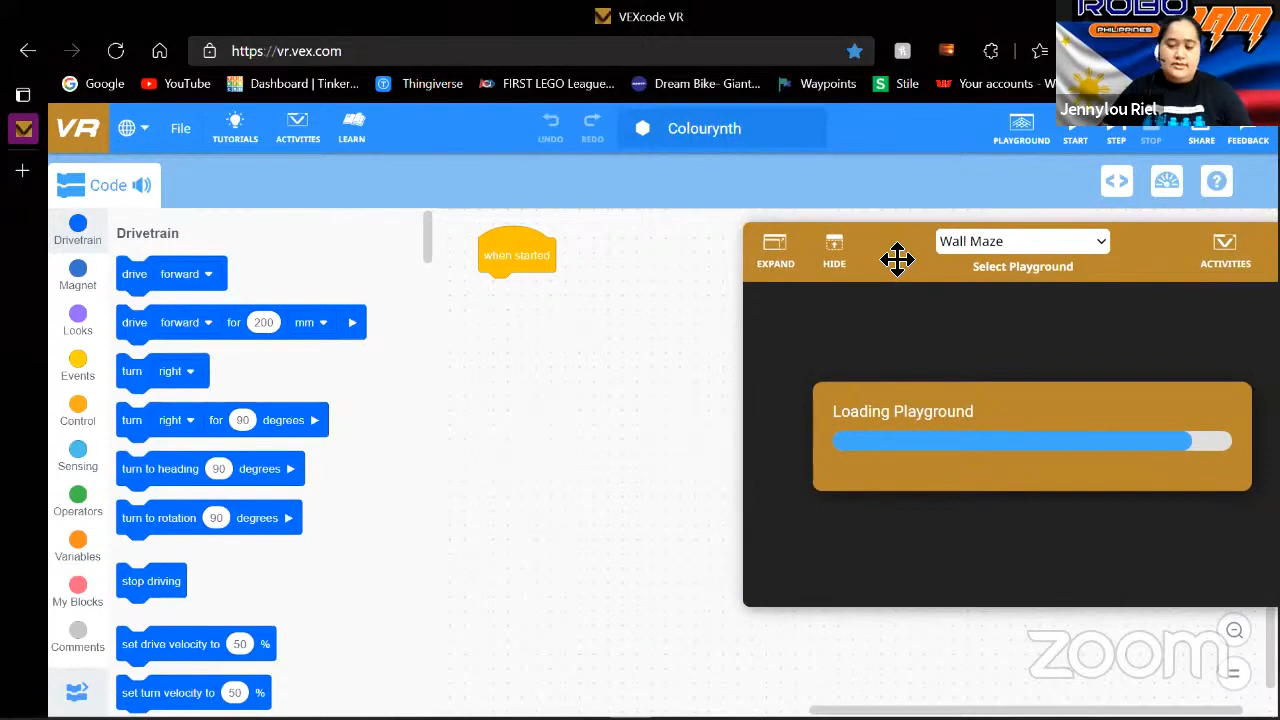 VEXcode VR
https://vr.vex.com
Google
YouTube
Dashboard | Tinker...
Thingiverse
FIRST LEGO League...
Dream Bike- Giant...
Waypoints
Stile
Your accounts - W
ROBO
PHILIPPINES
Jennylou Riel
VR
File
TUTORIALS
ACTIVITIES
LEARN
UNDO
REDO
Colourynth
PLAYGROUND
START
STEP
STOP
SHARE
FEEDBACK
Code
Drivetrain
Magnet
Looks
Events
Control
Sensing
Operators
Variables
My Blocks
Comments
Drivetrain
drive forward
drive forward for 200 mm
turn right
turn right for 90 degrees
turn to heading 90 degrees
turn to rotation 90 degrees
stop driving
set drive velocity to 50 %
set turn velocity to 50 %
when started
EXPAND
HIDE
Wall Maze
Select Playground
ACTIVITIES
Loading Playground
zoom